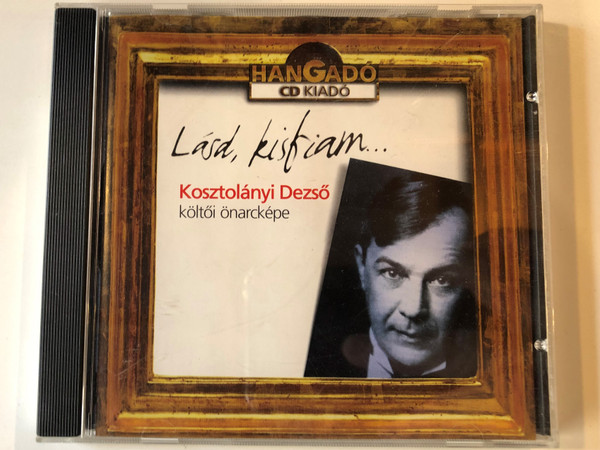 HANGADÓ
CD KIADÓ
Lásd, kisfiam...
Kosztolányi Dezső
költői önarcképe